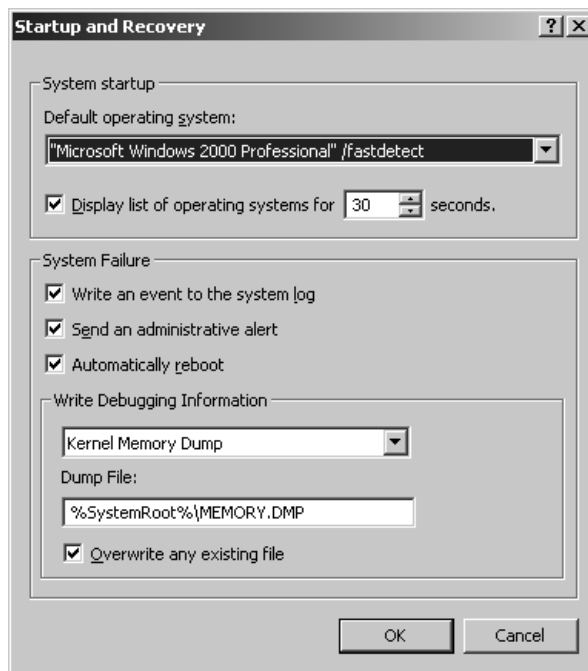 Startup and Recovery
System startup
Default operating system:
"Microsoft Windows 2000 Professional" /fastdetect
Display list of operating systems for 30 seconds.
System Failure
Write an event to the system log
Send an administrative alert
Automatically reboot
Write Debugging Information
Kernel Memory Dump
Dump File:
%SystemRoot%\MEMORY.DMP
Overwrite any existing file
OK Cancel